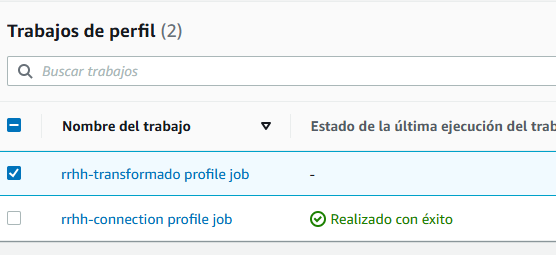 Trabajos de perfil (2)
Buscar trabajos
Nombre del trabajo Estado de la última ejecución del trab
rrhh-transformado profile job -
rrhh-connection profile job Realizado con éxito